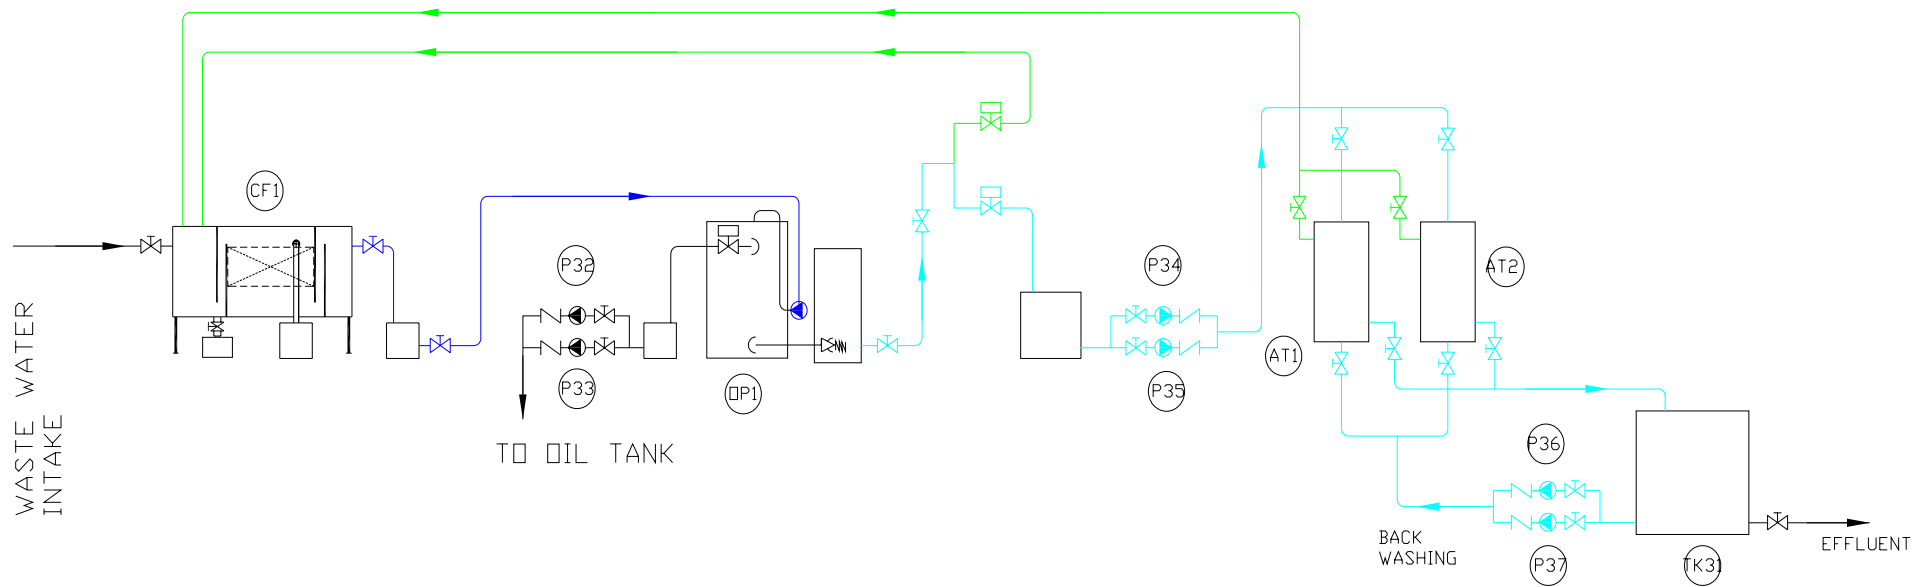 CF1
P32
P33
OP1
TO OIL TANK
WASTE WATER
INTAKE
P34
P35
AT1
AT2
P36
P37
BACK
WASHING
TK31
EFFLUENT